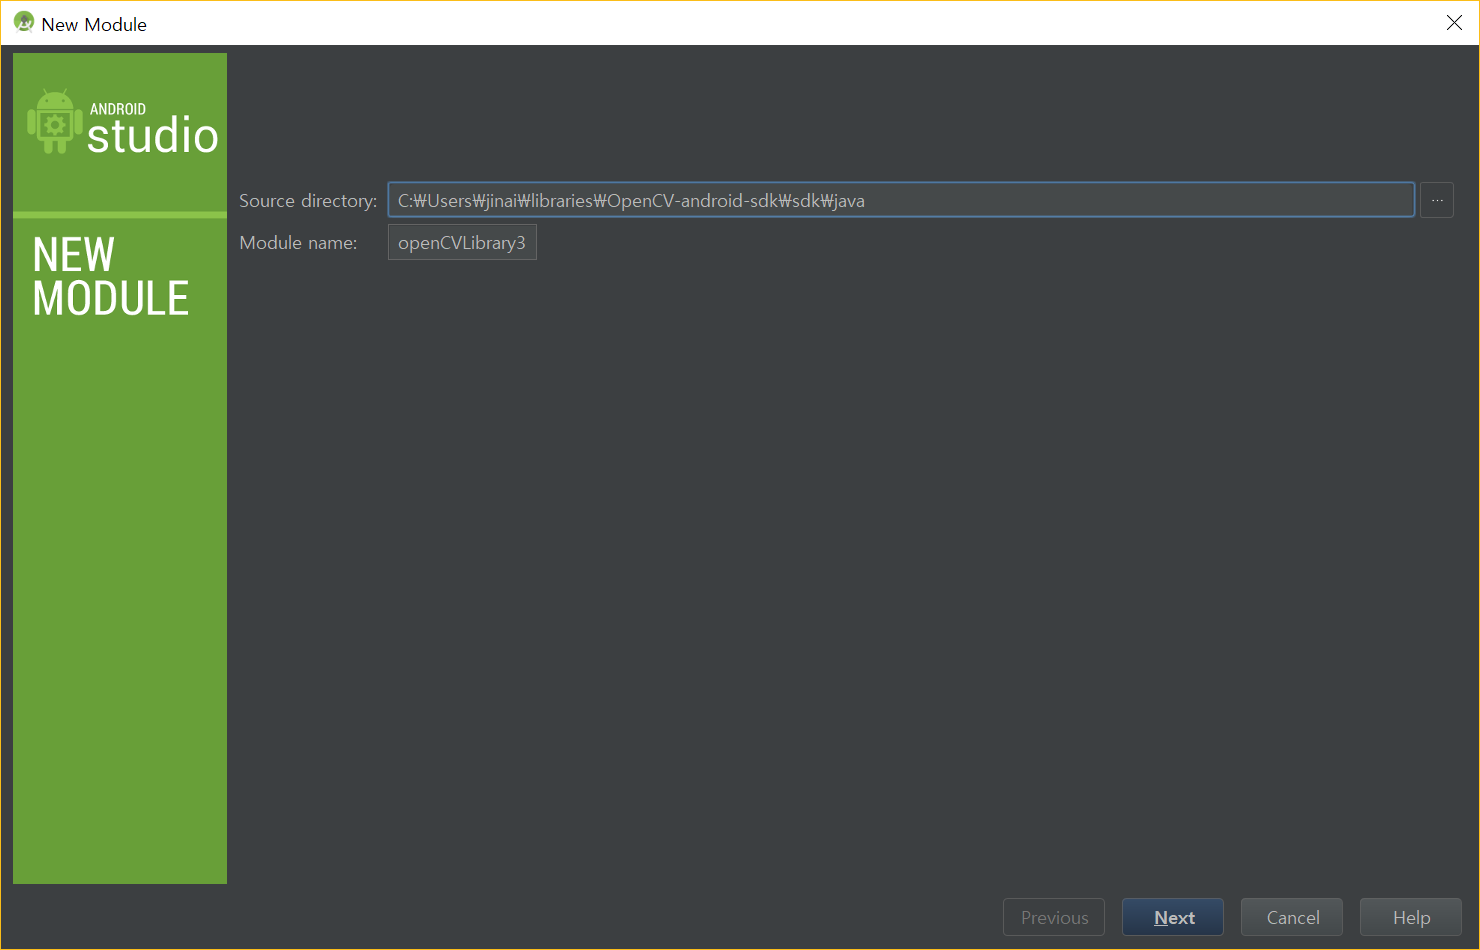 New Module
ANDROID
studio
NEW
MODULE
Source directory: C:₩Users₩jinai₩libraries₩OpenCV-android-sdk₩sdk₩java ...
Module name: openCVLibrary3
Previous Next Cancel Help